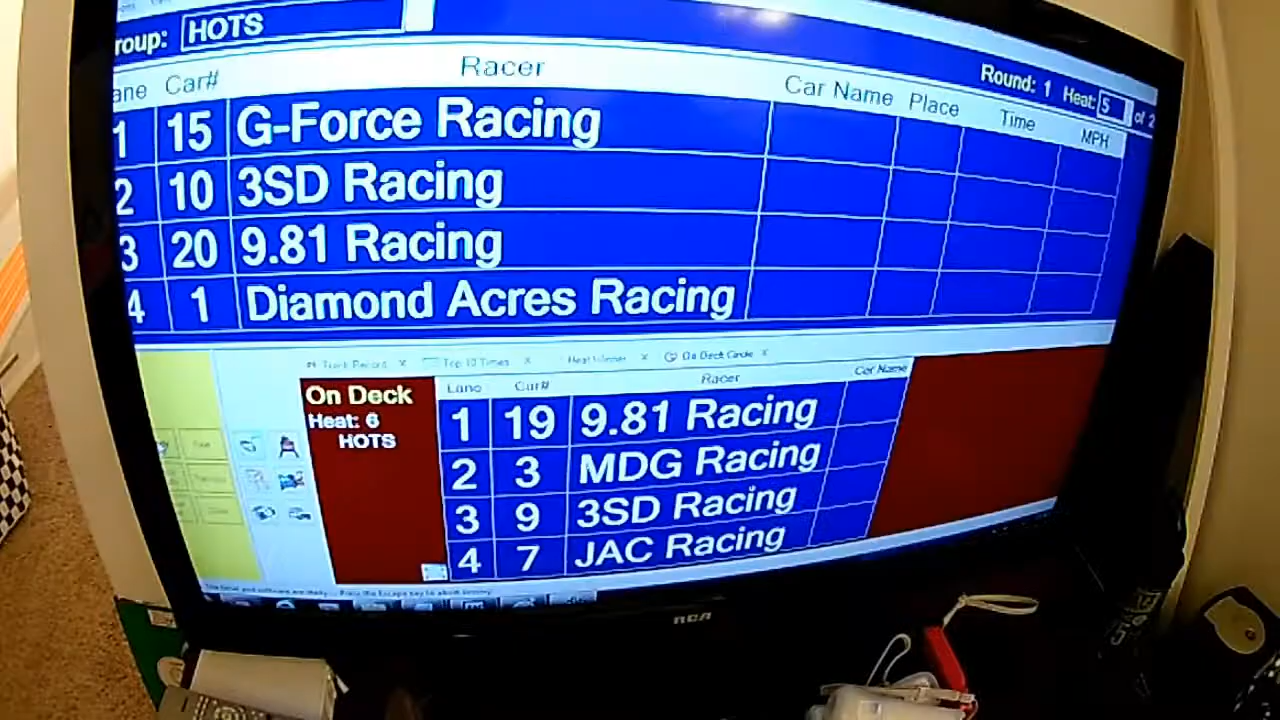 roup: HOTS
Round: 1 Heat: 5 of 2
ane Car# Racer Car Name Place Time MPH
1 15 G-Force Racing
2 10 3SD Racing
3 20 9.81 Racing
4 1 Diamond Acres Racing
Track Record X Top 10 Times X Heat Winner X On Deck Circle X
On Deck
Heat: 6
HOTS
Lane Car# Racer Car Name
1 19 9.81 Racing
2 3 MDG Racing
3 9 3SD Racing
4 7 JAC Racing
RCA